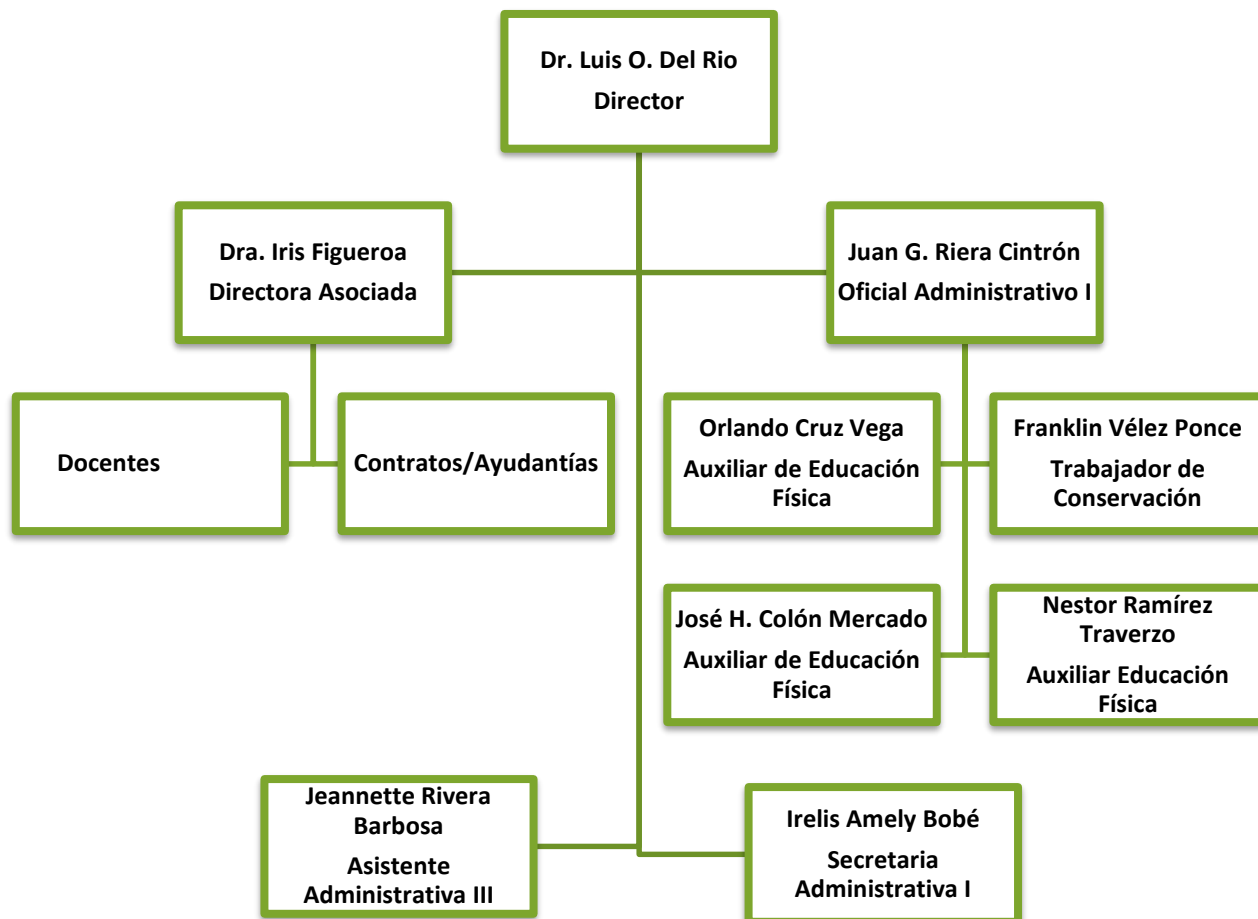 Dr. Luis O. Del Rio
Director
Dra. Iris Figueroa
Directora Asociada
Juan G. Riera Cintrón
Oficial Administrativo I
Docentes
Contratos/Ayudantías
Orlando Cruz Vega
Auxiliar de Educación
Física
Franklin Vélez Ponce
Trabajador de
Conservación
José H. Colón Mercado
Auxiliar de Educación
Física
Nestor Ramírez
Traverzo
Auxiliar Educación
Física
Jeannette Rivera
Barbosa
Asistente
Administrativa III
Irelis Amely Bobé
Secretaria
Administrativa I